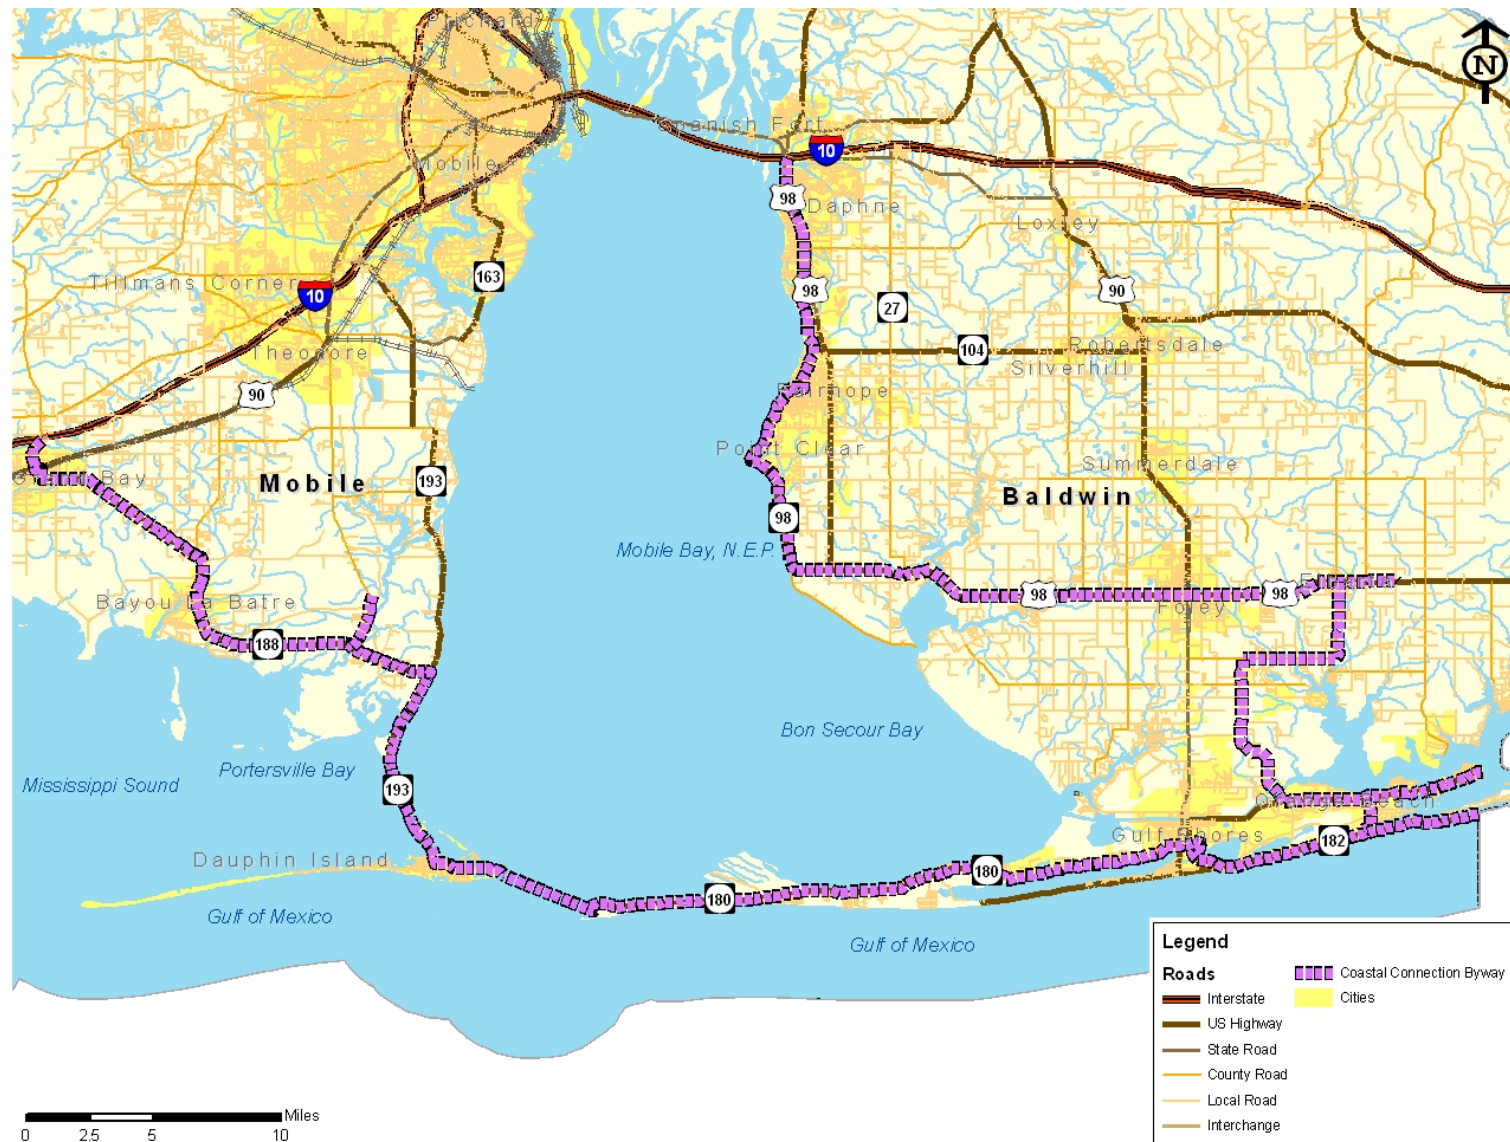 Prichard
N
Spanish Fort
10
Mobile
98
Daphne
Loxley
163
Tillmans Corner
10
98
90
27
Theodore
104
Robertsdale
Silverhill
90
Fairhope
Point Clear
Summerdale
Grand Bay
Mobile
193
Baldwin
98
Mobile Bay, N.E.P.
Elberta
98
98
Bayou La Batre
Foley
188
Bon Secour Bay
Portersville Bay
Mississippi Sound
193
Orange Beach
Gulf Shores
182
Dauphin Island
180
180
Gulf of Mexico
Gulf of Mexico
Legend
Roads
Coastal Connection Byway
Interstate
Cities
US Highway
State Road
County Road
Local Road
Interchange
Miles
0 2.5 5 10